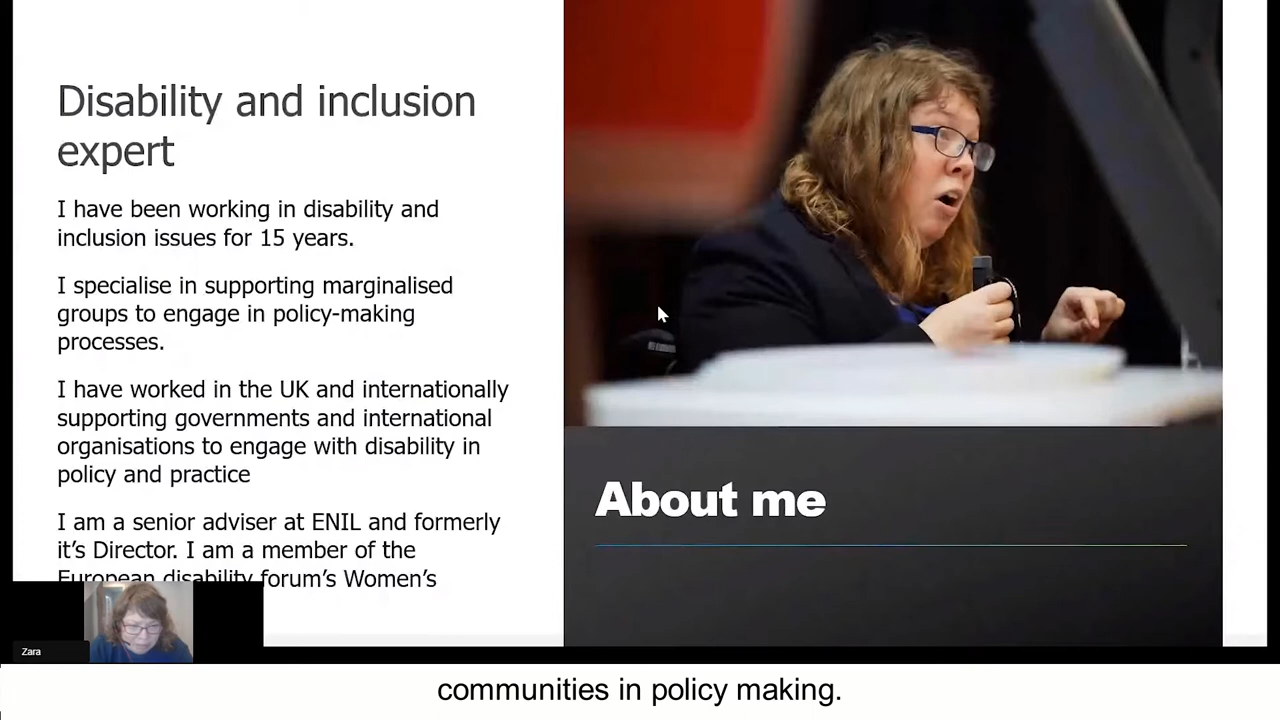 Disability and inclusion
expert
I have been working in disability and
inclusion issues for 15 years.
I specialise in supporting marginalised
groups to engage in policy-making
processes.
I have worked in the UK and internationally
supporting governments and international
organisations to engage with disability in
policy and practice
I am a senior adviser at ENIL and formerly
it’s Director. I am a member of the
European disability forum’s Women’s
About me
Zara
communities in policy making.